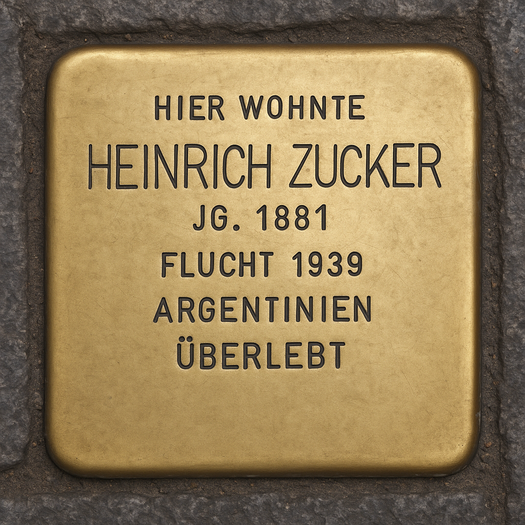 HIER WOHNTE
HEINRICH ZUCKER
JG. 1881
FLUCHT 1939
ARGENTINIEN
ÜBERLEBT